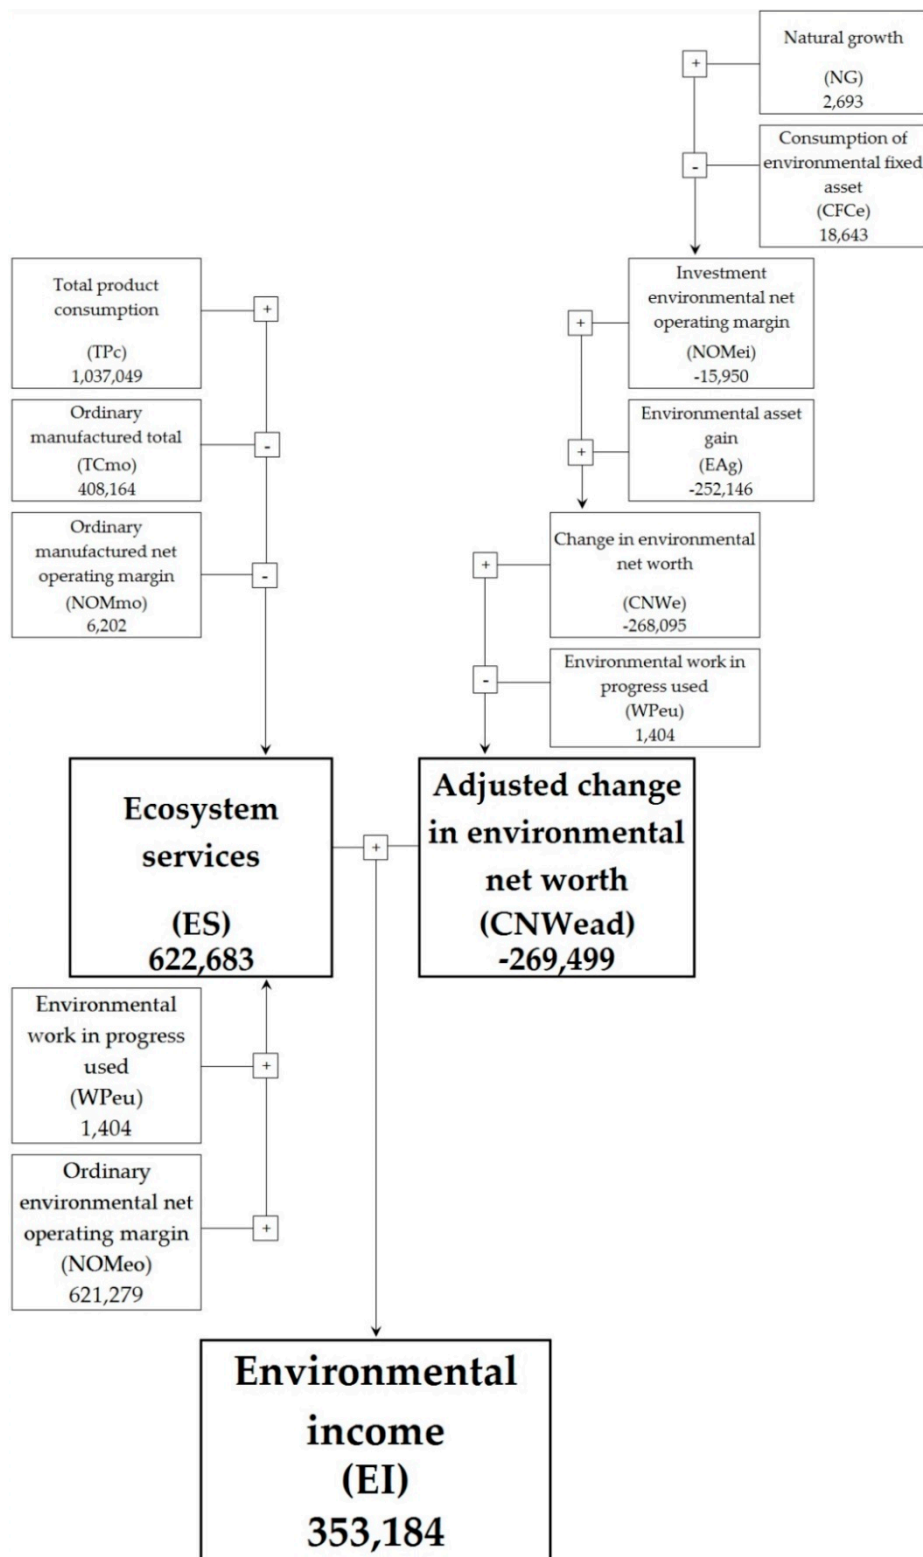 Natural growth
(NG)
2,693
+
Consumption of
environmental fixed
asset
(CFCe)
18,643
-
Investment
environmental net
operating margin
(NOMei)
-15,950
+
Environmental asset
gain
(EAg)
-252,146
+
Change in environmental
net worth
(CNWe)
-268,095
+
Environmental work in
progress used
(WPeu)
1,404
-
Total product
consumption
(TPc)
1,037,049
+
Ordinary
manufactured total
(TCmo)
408,164
-
Ordinary
manufactured net
operating margin
(NOMmo)
6,202
-
Ecosystem
services
(ES)
622,683
+
Adjusted change
in environmental
net worth
(CNWead)
-269,499
Environmental
work in progress
used
(WPeu)
1,404
+
Ordinary
environmental net
operating margin
(NOMeo)
621,279
+
Environmental
income
(EI)
353,184